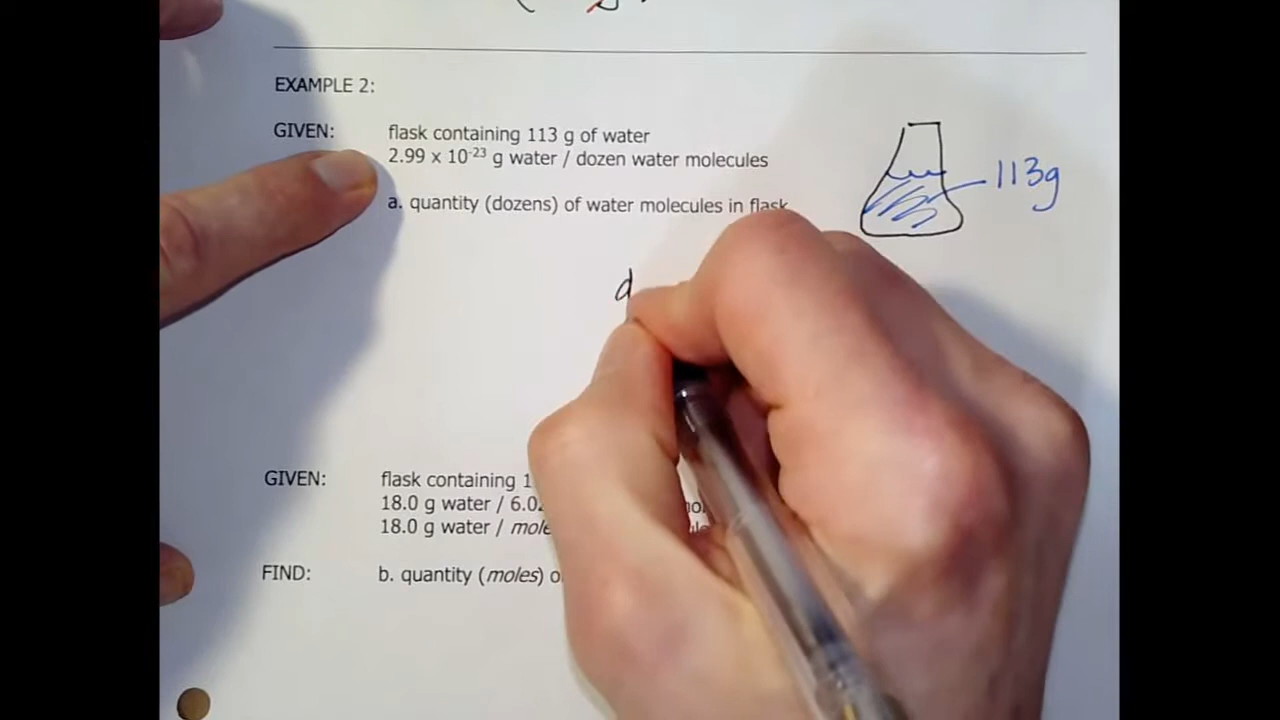 EXAMPLE 2:
GIVEN: flask containing 113 g of water
2.99 x 10⁻²³ g water / dozen water molecules
113g
a. quantity (dozens) of water molecules in flask
d
GIVEN: flask containing 1
18.0 g water / 6.02
18.0 g water / mole
FIND: b. quantity (moles) o